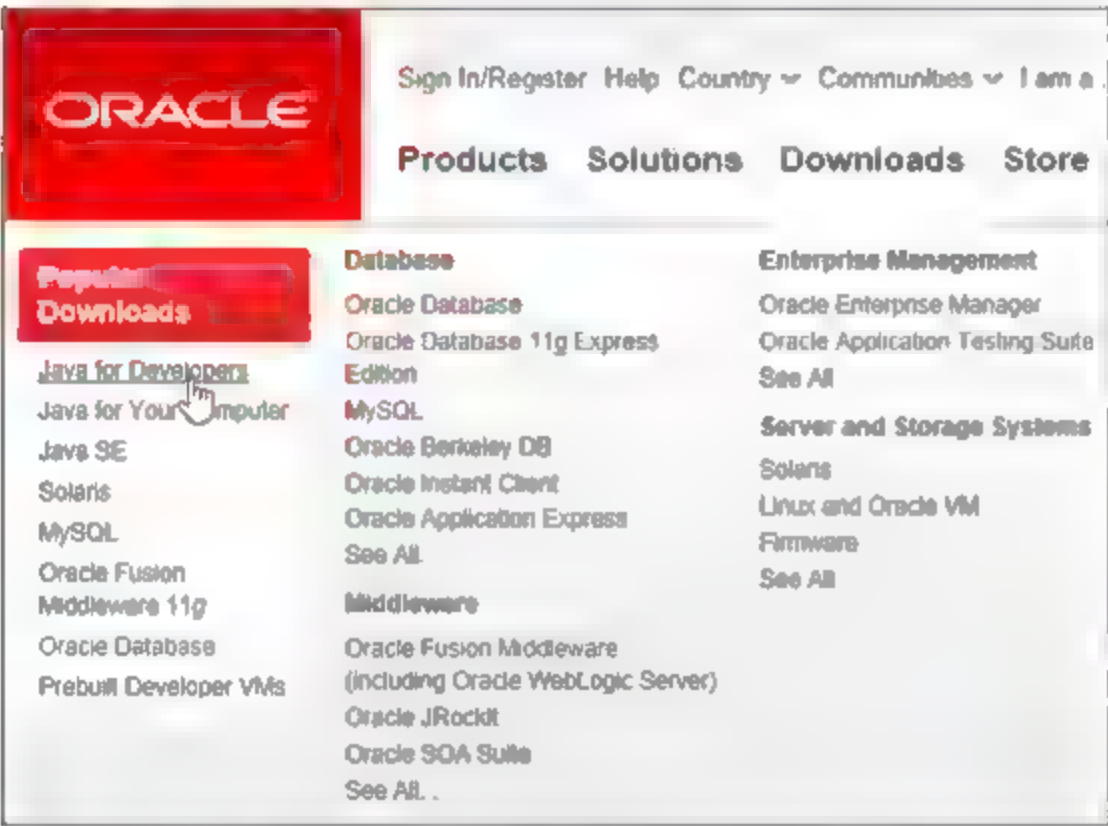 ORACLE
Sign In/Register Help Country Communities I am a
Products Solutions Downloads Store
Popular
Downloads
Java for Developers
Java for Your Computer
Java SE
Solaris
MySQL
Oracle Fusion
Middleware 11g
Oracle Database
Prebuilt Developer VMs
Database
Oracle Database
Oracle Database 11g Express
Edition
MySQL
Oracle Berkeley DB
Oracle Instant Client
Oracle Application Express
See All..
Middleware
Oracle Fusion Middleware
(including Oracle WebLogic Server)
Oracle JRockit
Oracle SOA Suite
See All...
Enterprise Management
Oracle Enterprise Manager
Oracle Application Testing Suite
See All
Server and Storage Systems
Solaris
Linux and Oracle VM
Firmware
See All